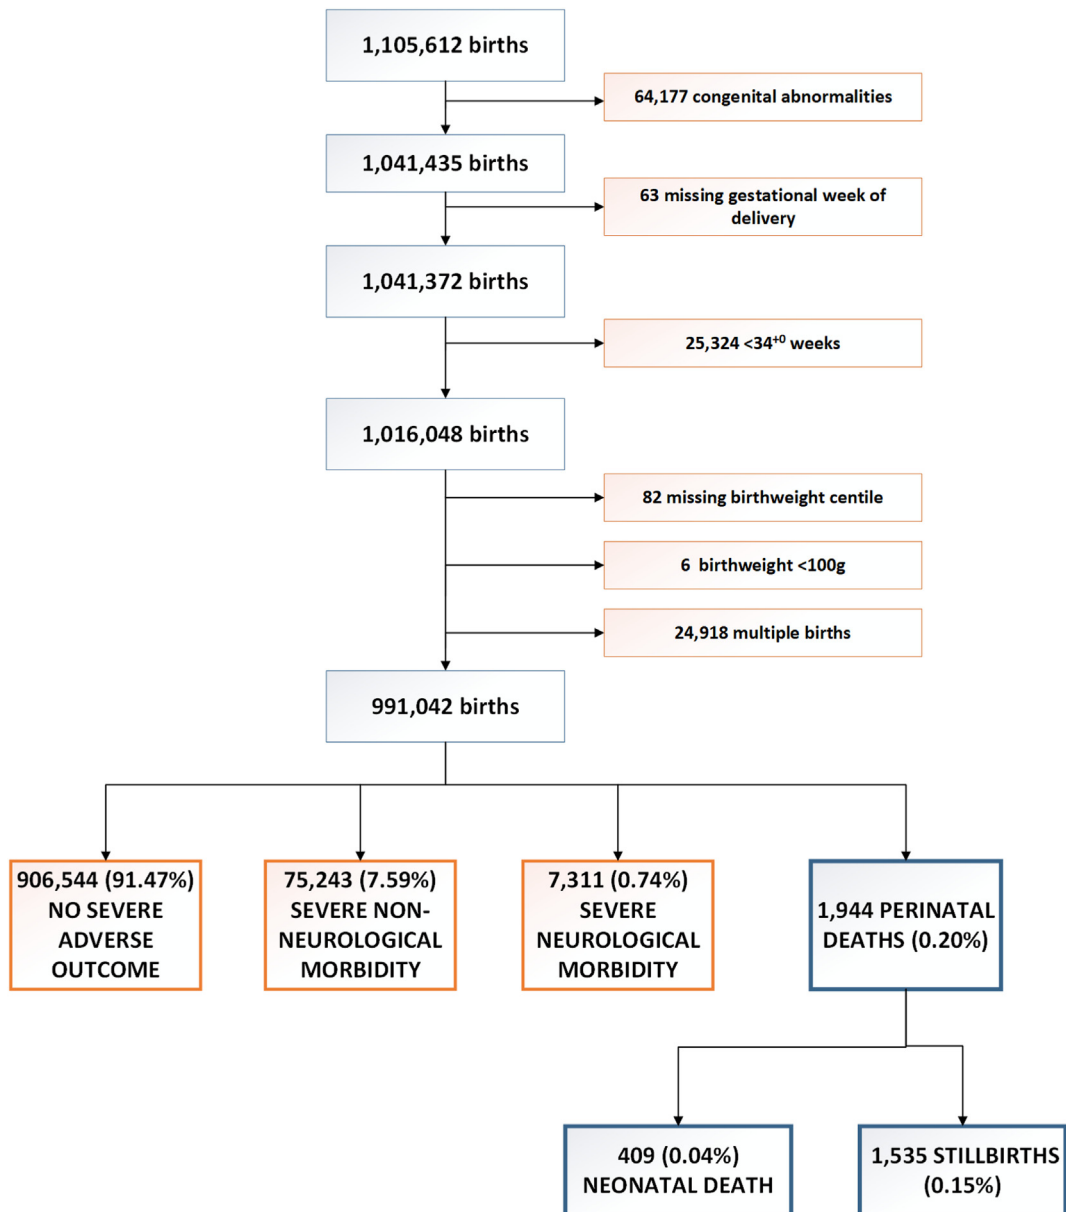 1,105,612 births
64,177 congenital abnormalities
1,041,435 births
63 missing gestational week of
delivery
1,041,372 births
25,324 <34⁺⁰ weeks
1,016,048 births
82 missing birthweight centile
6 birthweight <100g
24,918 multiple births
991,042 births
906,544 (91.47%)
NO SEVERE
ADVERSE
OUTCOME
75,243 (7.59%)
SEVERE NON-
NEUROLOGICAL
MORBIDITY
7,311 (0.74%)
SEVERE
NEUROLOGICAL
MORBIDITY
1,944 PERINATAL
DEATHS (0.20%)
409 (0.04%)
NEONATAL DEATH
1,535 STILLBIRTHS
(0.15%)